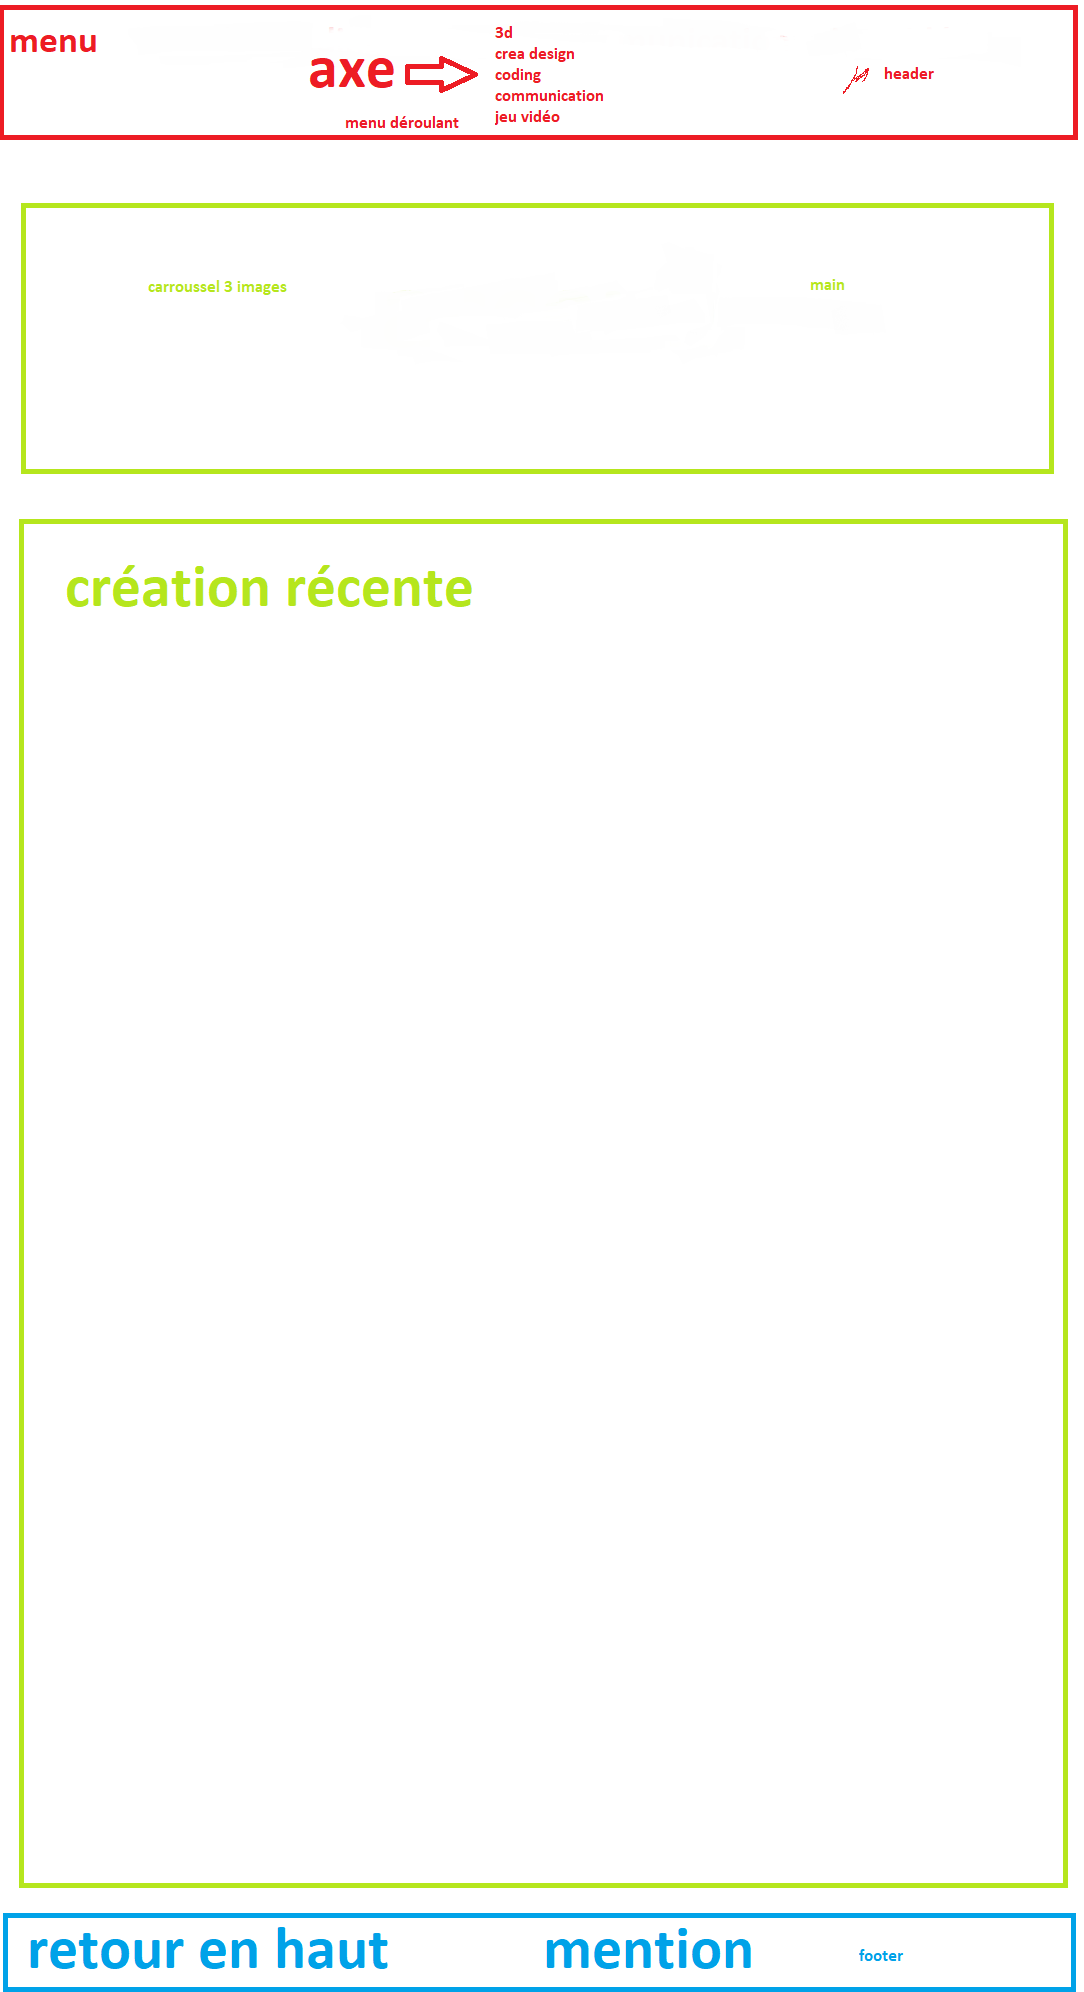 menu
axe
menu déroulant
3d
crea design
coding
communication
jeu vidéo
header
carroussel 3 images
main
création récente
retour en haut
mention
footer